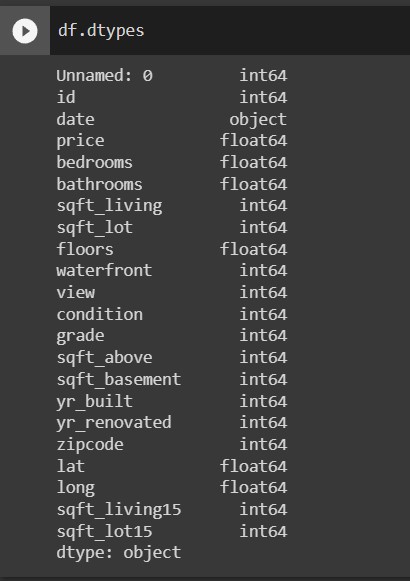 df.dtypes
Unnamed: 0 int64
id int64
date object
price float64
bedrooms float64
bathrooms float64
sqft_living int64
sqft_lot int64
floors float64
waterfront int64
view int64
condition int64
grade int64
sqft_above int64
sqft_basement int64
yr_built int64
yr_renovated int64
zipcode int64
lat float64
long float64
sqft_living15 int64
sqft_lot15 int64
dtype: object